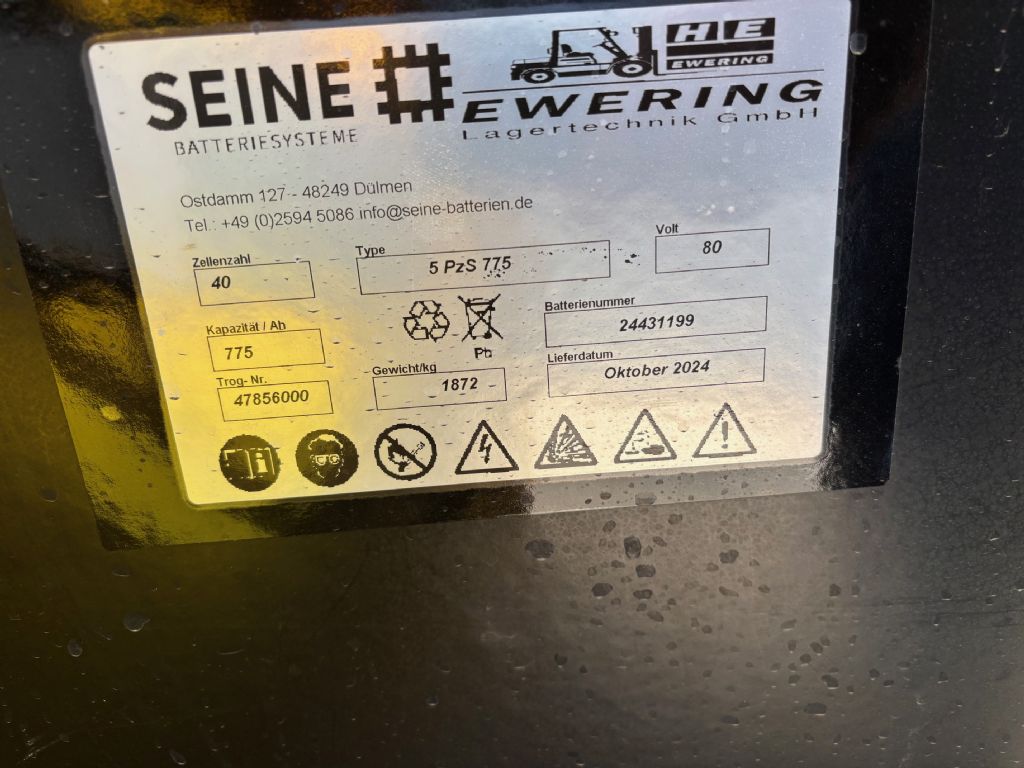 SEINE
BATTERIESYSTEME
HE
EWERING
EWERING
Lagertechnik GmbH
Ostdamm 127 - 48249 Dülmen
Tel.: +49 (0)2594 5086 info@seine-batterien.de
Zellenzahl
40
Type
5 PzS 775
Volt
80
Kapazität / Ah
775
Pb
Batterienummer
24431199
Trog- Nr.
47856000
Gewicht/kg
1872
Lieferdatum
Oktober 2024